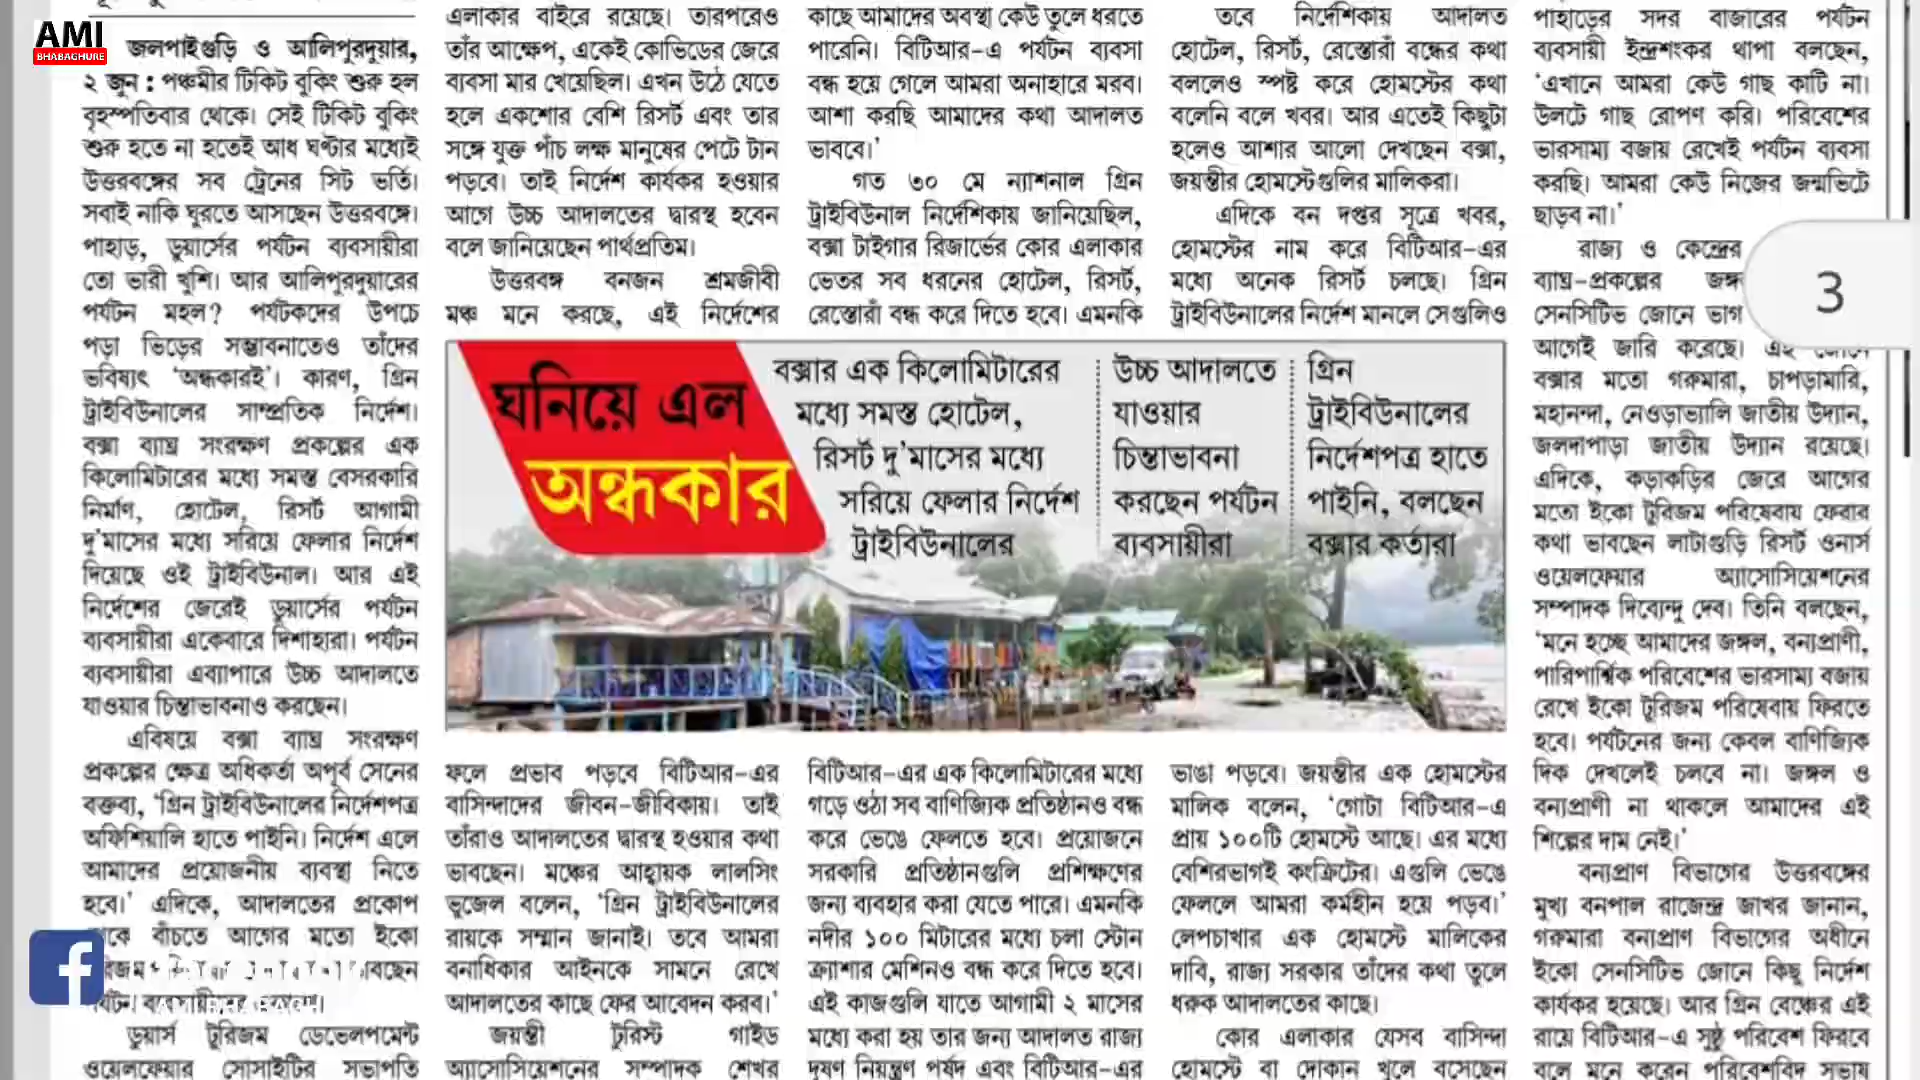 AMI
BHABAGHURE
জলপাইগুড়ি ও আলিপুরদুয়ার,
২ জুন : পঞ্চমীর টিকিট বুকিং শুরু হল
বৃহস্পতিবার থেকে। সেই টিকিট বুকিং
শুরু হতে না হতেই আধ ঘণ্টার মধ্যেই
উত্তরবঙ্গের সব ট্রেনের সিট ভর্তি।
সবাই নাকি ঘুরতে আসছেন উত্তরবঙ্গে।
পাহাড়, ডুয়ার্সের পর্যটন ব্যবসায়ীরা
তো ভারী খুশি। আর আলিপুরদুয়ারের
পর্যটন মহল? পর্যটকদের উপচে
পড়া ভিড়ের সম্ভাবনাতেও তাঁদের
ভবিষ্যৎ ‘অন্ধকারই’। কারণ, গ্রিন
ট্রাইবিউনালের সাম্প্রতিক নির্দেশ।
বক্সা ব্যাঘ্র সংরক্ষণ প্রকল্পের এক
কিলোমিটারের মধ্যে সমস্ত বেসরকারি
নির্মাণ, হোটেল, রিসর্ট আগামী
দু’মাসের মধ্যে সরিয়ে ফেলার নির্দেশ
দিয়েছে ওই ট্রাইবিউনাল। আর এই
নির্দেশের জেরেই ডুয়ার্সের পর্যটন
ব্যবসায়ীরা একেবারে দিশাহারা। পর্যটন
ব্যবসায়ীরা এব্যাপারে উচ্চ আদালতে
যাওয়ার চিন্তাভাবনাও করছেন।
এবিষয়ে বক্সা ব্যাঘ্র সংরক্ষণ
প্রকল্পের ক্ষেত্র অধিকর্তা অপূর্ব সেনের
বক্তব্য, ‘গ্রিন ট্রাইবিউনালের নির্দেশপত্র
অফিশিয়ালি হাতে পাইনি। নির্দেশ এলে
আমাদের প্রয়োজনীয় ব্যবস্থা নিতে
হবে।’ এদিকে, আদালতের প্রকোপ
বাঁচতে আগের মতো ইকো
ডুয়ার্স টুরিজম ডেভেলপমেন্ট
ওয়েলফেয়ার সোসাইটির সভাপতি
এলাকার বাইরে রয়েছে। তারপরেও
তাঁর আক্ষেপ, একেই কোভিডের জেরে
ব্যবসা মার খেয়েছিল। এখন উঠে যেতে
হলে একশোর বেশি রিসর্ট এবং তার
সঙ্গে যুক্ত পাঁচ লক্ষ মানুষের পেটে টান
পড়বে। তাই নির্দেশ কার্যকর হওয়ার
আগে উচ্চ আদালতের দ্বারস্থ হবেন
বলে জানিয়েছেন পার্থপ্রতিম।
উত্তরবঙ্গ বনজন শ্রমজীবী
মঞ্চ মনে করছে, এই নির্দেশের
কাছে আমাদের অবস্থা কেউ তুলে ধরতে
পারেনি। বিটিআর-এ পর্যটন ব্যবসা
বন্ধ হয়ে গেলে আমরা অনাহারে মরব।
আশা করছি আমাদের কথা আদালত
ভাববে।’
গত ৩০ মে ন্যাশনাল গ্রিন
ট্রাইবিউনাল নির্দেশিকায় জানিয়েছিল,
বক্সা টাইগার রিজার্ভের কোর এলাকার
ভেতর সব ধরনের হোটেল, রিসর্ট,
রেস্তোরাঁ বন্ধ করে দিতে হবে। এমনকি
তবে নির্দেশিকায় আদালত
হোটেল, রিসর্ট, রেস্তোরাঁ বন্ধের কথা
বললেও স্পষ্ট করে হোমস্টের কথা
বলেনি বলে খবর। আর এতেই কিছুটা
হলেও আশার আলো দেখছেন বক্সা,
জয়ন্তীর হোমস্টেগুলির মালিকরা।
এদিকে বন দপ্তর সূত্রে খবর,
হোমস্টের নাম করে বিটিআর-এর
মধ্যে অনেক রিসর্ট চলছে। গ্রিন
ট্রাইবিউনালের নির্দেশ মানলে সেগুলিও
ঘনিয়ে এল
অন্ধকার
বক্সার এক কিলোমিটারের
মধ্যে সমস্ত হোটেল,
রিসর্ট দু’মাসের মধ্যে
সরিয়ে ফেলার নির্দেশ
ট্রাইবিউনালের
উচ্চ আদালতে
যাওয়ার
চিন্তাভাবনা
করছেন পর্যটন
ব্যবসায়ীরা
গ্রিন
ট্রাইবিউনালের
নির্দেশপত্র হাতে
পাইনি, বলছেন
বক্সার কর্তারা
ফলে প্রভাব পড়বে বিটিআর-এর
বাসিন্দাদের জীবন-জীবিকায়। তাই
তাঁরাও আদালতের দ্বারস্থ হওয়ার কথা
ভাবছেন। মঞ্চের আহ্বায়ক লালসিং
ভুজেল বলেন, ‘গ্রিন ট্রাইবিউনালের
রায়কে সম্মান জানাই। তবে আমরা
বনাধিকার আইনকে সামনে রেখে
আদালতের কাছে ফের আবেদন করব।’
জয়ন্তী টুরিস্ট গাইড
অ্যাসোসিয়েশনের সম্পাদক শেখর
বিটিআর-এর এক কিলোমিটারের মধ্যে
গড়ে ওঠা সব বাণিজ্যিক প্রতিষ্ঠানও বন্ধ
করে ভেঙে ফেলতে হবে। প্রয়োজনে
সরকারি প্রতিষ্ঠানগুলি প্রশিক্ষণের
জন্য ব্যবহার করা যেতে পারে। এমনকি
নদীর ১০০ মিটারের মধ্যে চলা স্টোন
ক্র্যাশার মেশিনও বন্ধ করে দিতে হবে।
এই কাজগুলি যাতে আগামী ২ মাসের
মধ্যে করা হয় তার জন্য আদালত রাজ্য
দূষণ নিয়ন্ত্রণ পর্ষদ এবং বিটিআর-এর
ভাঙা পড়বে। জয়ন্তীর এক হোমস্টের
মালিক বলেন, ‘গোটা বিটিআর-এ
প্রায় ১০০টি হোমস্টে আছে। এর মধ্যে
বেশিরভাগই কংক্রিটের। এগুলি ভেঙে
ফেললে আমরা কর্মহীন হয়ে পড়ব।’
লেপচাখার এক হোমস্টে মালিকের
দাবি, রাজ্য সরকার তাঁদের কথা তুলে
ধরুক আদালতের কাছে।
কোর এলাকার যেসব বাসিন্দা
হোমস্টে বা দোকান খুলে বসেছেন
পাহাড়ের সদর বাজারের পর্যটন
ব্যবসায়ী ইন্দ্রশংকর থাপা বলছেন,
‘এখানে আমরা কেউ গাছ কাটি না।
উলটে গাছ রোপণ করি। পরিবেশের
ভারসাম্য বজায় রেখেই পর্যটন ব্যবসা
করছি। আমরা কেউ নিজের জন্মভিটে
ছাড়ব না।’
রাজ্য ও কেন্দ্রের
ব্যাঘ্র-প্রকল্পের
সেনসিটিভ জোনে ভাগ
আগেই জারি করেছে। এই
বক্সার মতো গরুমারা, চাপড়ামারি,
মহানন্দা, নেওড়াভ্যালি জাতীয় উদ্যান,
জলদাপাড়া জাতীয় উদ্যান রয়েছে।
এদিকে, কড়াকড়ির জেরে আগের
মতো ইকো টুরিজম পরিষেবায় ফেরার
কথা ভাবছেন লাটাগুড়ি রিসর্ট ওনার্স
ওয়েলফেয়ার অ্যাসোসিয়েশনের
সম্পাদক দিব্যেন্দু দেব। তিনি বলছেন,
‘মনে হচ্ছে আমাদের জঙ্গল, বন্যপ্রাণী,
পারিপার্শ্বিক পরিবেশের ভারসাম্য বজায়
রেখে ইকো টুরিজম পরিষেবায় ফিরতে
হবে। পর্যটনের জন্য কেবল বাণিজ্যিক
দিক দেখলেই চলবে না। জঙ্গল ও
বন্যপ্রাণী না থাকলে আমাদের এই
শিল্পের দাম নেই।’
বন্যপ্রাণ বিভাগের উত্তরবঙ্গের
মুখ্য বনপাল রাজেন্দ্র জাখর জানান,
গরুমারা বন্যপ্রাণ বিভাগের অধীনে
ইকো সেনসিটিভ জোনে কিছু নির্দেশ
কার্যকর হয়েছে। আর গ্রিন বেঞ্চের এই
রায়ে বিটিআর-এ সুষ্ঠু পরিবেশ ফিরবে
বলে মনে করেন পরিবেশবিদ সুভায
3